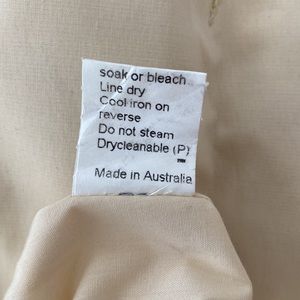 soak or bleach
Line dry
Cool iron on
reverse
Do not steam
Drycleanable (P)
Made in Australia